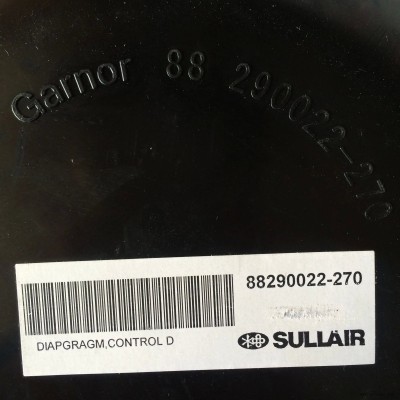 Garnor 88 290022-270
88290022-270
DIAPGRAGM,CONTROL D
SULLAIR